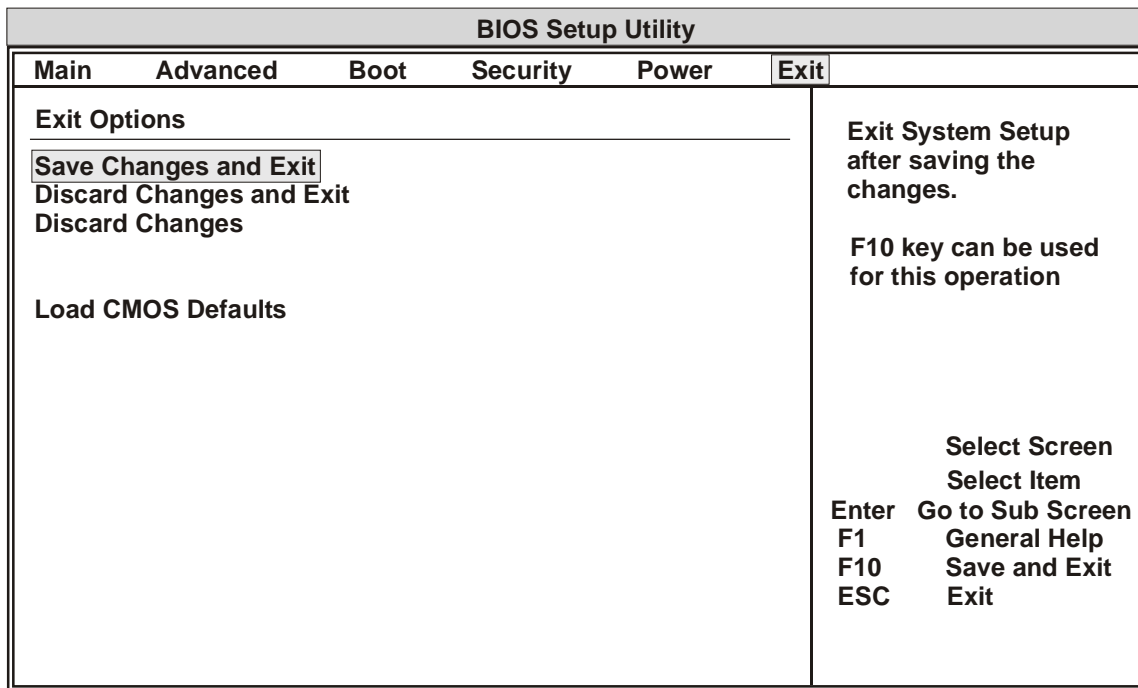 BIOS Setup Utility
Main Advanced Boot Security Power Exit
Exit Options
Save Changes and Exit
Discard Changes and Exit
Discard Changes
Load CMOS Defaults
Exit System Setup
after saving the
changes.
F10 key can be used
for this operation
Select Screen
Select Item
Enter Go to Sub Screen
F1 General Help
F10 Save and Exit
ESC Exit